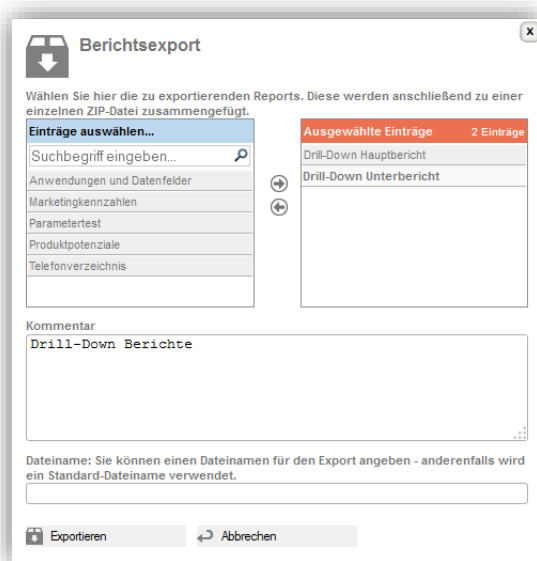 x
Berichtsexport
Wählen Sie hier die zu exportierenden Reports. Diese werden anschließend zu einer
einzelnen ZIP-Datei zusammengefügt.
Einträge auswählen...
Suchbegriff eingeben...
Anwendungen und Datenfelder
Marketingkennzahlen
Parametertest
Produktpotenziale
Telefonverzeichnis
Ausgewählte Einträge 2 Einträge
Drill-Down Hauptbericht
Drill-Down Unterbericht
Kommentar
Drill-Down Berichte
Dateiname: Sie können einen Dateinamen für den Export angeben - anderenfalls wird
ein Standard-Dateiname verwendet.
Exportieren Abbrechen